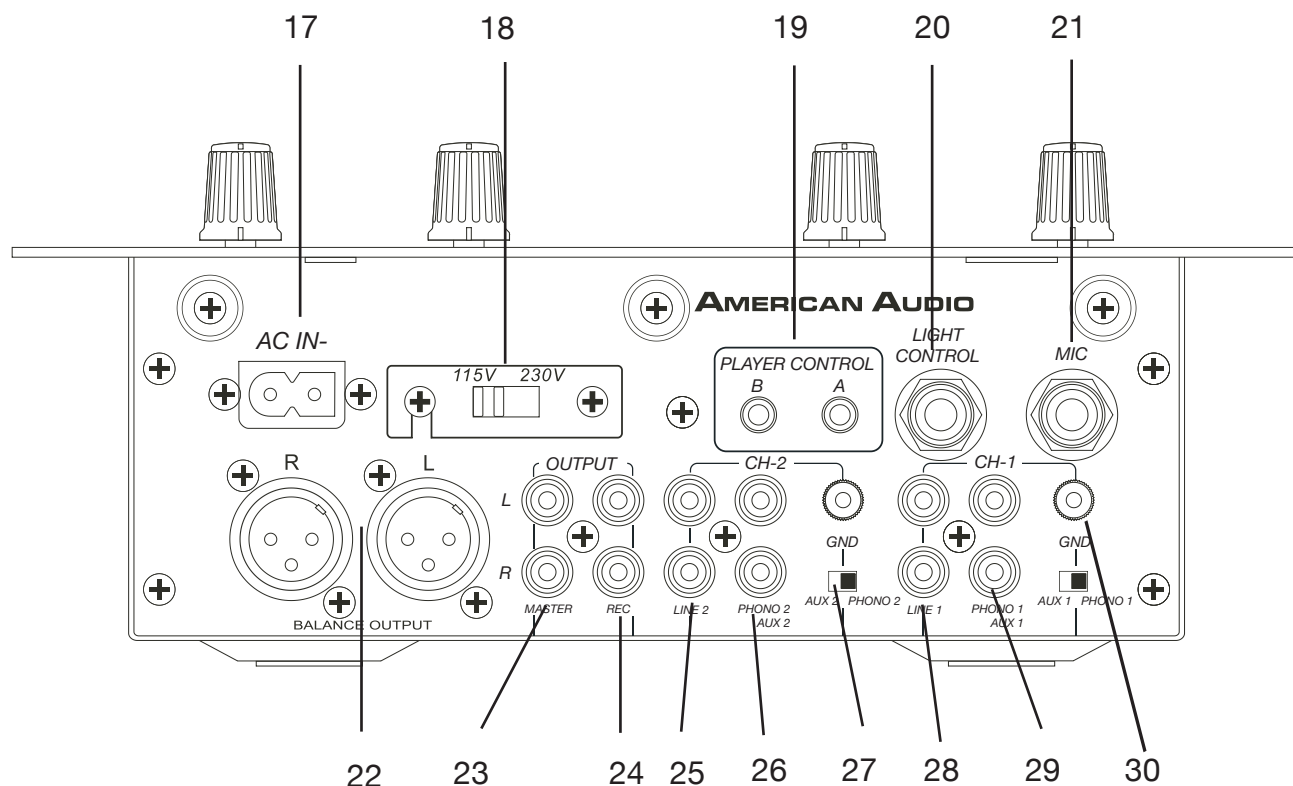 17 18 19 20 21
AMERICAN AUDIO
AC IN-
LIGHT
CONTROL
MIC
115V 230V
PLAYER CONTROL
B A
R L
OUTPUT
CH-2
CH-1
L
GND
GND
R
MASTER REC LINE 2 PHONO 2
AUX 2
AUX 2 PHONO 2
LINE 1 PHONO 1
AUX 1
AUX 1 PHONO 1
BALANCE OUTPUT
22 23 24 25 26 27 28 29 30